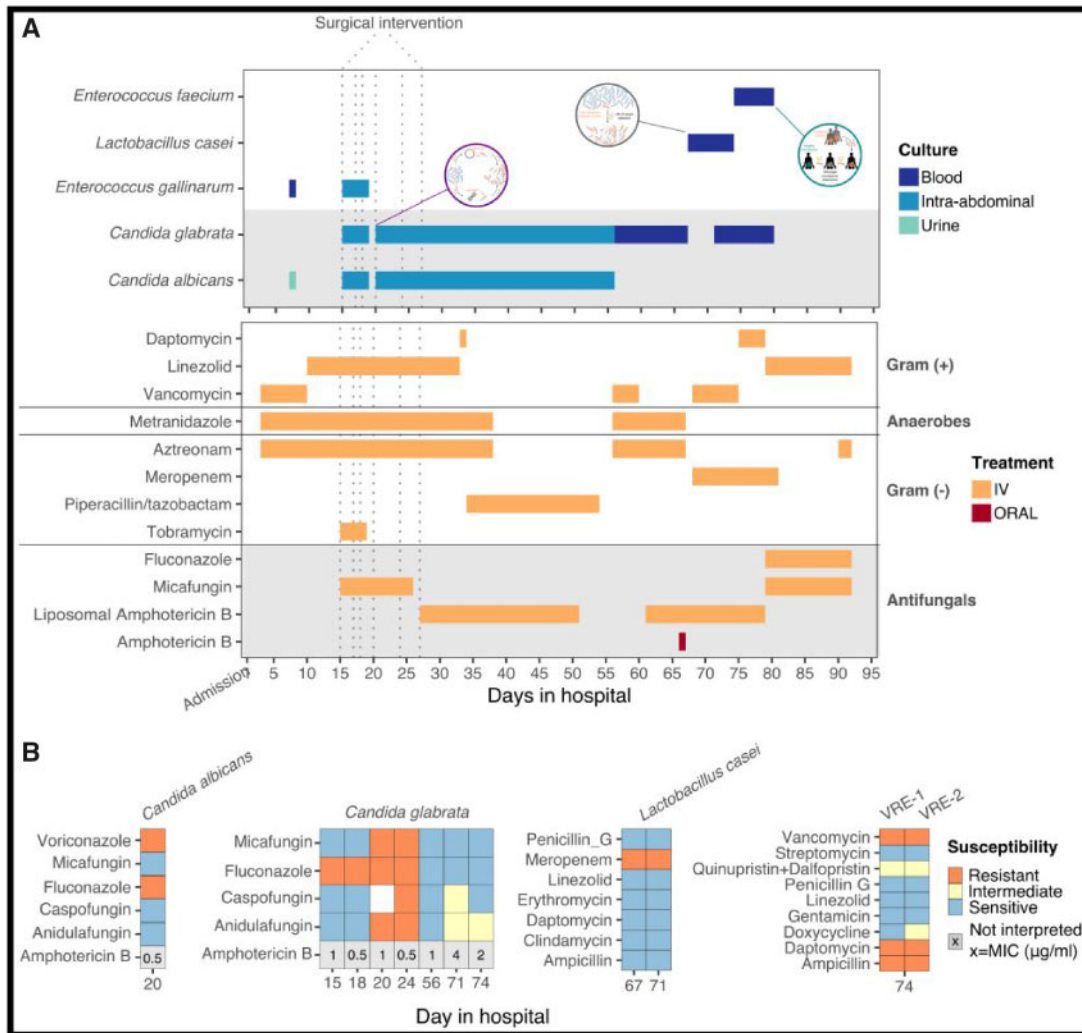 A
Surgical intervention
Enterococcus faecium
Lactobacillus casei
Enterococcus gallinarum
Candida glabrata
Candida albicans
Culture
Blood
Intra-abdominal
Urine
Daptomycin
Linezolid
Vancomycin
Gram (+)
Metranidazole
Anaerobes
Aztreonam
Meropenem
Piperacillin/tazobactam
Tobramycin
Gram (-)
Treatment
IV
ORAL
Fluconazole
Micafungin
Liposomal Amphotericin B
Amphotericin B
Antifungals
Admission 1 5 10 15 20 25 30 35 40 45 50 55 60 65 70 75 80 85 90 95
Days in hospital
B
Candida albicans
Voriconazole
Micafungin
Fluconazole
Caspofungin
Anidulafungin
Amphotericin B 0.5
20
Candida glabrata
Micafungin
Fluconazole
Caspofungin
Anidulafungin
Amphotericin B 1 0.5 1 0.5 1 4 2
15 18 20 24 56 71 74
Lactobacillus casei
Penicillin_G
Meropenem
Linezolid
Erythromycin
Daptomycin
Clindamycin
Ampicillin
67 71
VRE-1 VRE-2
Vancomycin
Streptomycin
Quinupristin+Dalfopristin
Penicillin G
Linezolid
Gentamicin
Doxycycline
Daptomycin
Ampicillin
74
Susceptibility
Resistant
Intermediate
Sensitive
x Not interpreted
x=MIC (µg/ml)
Day in hospital